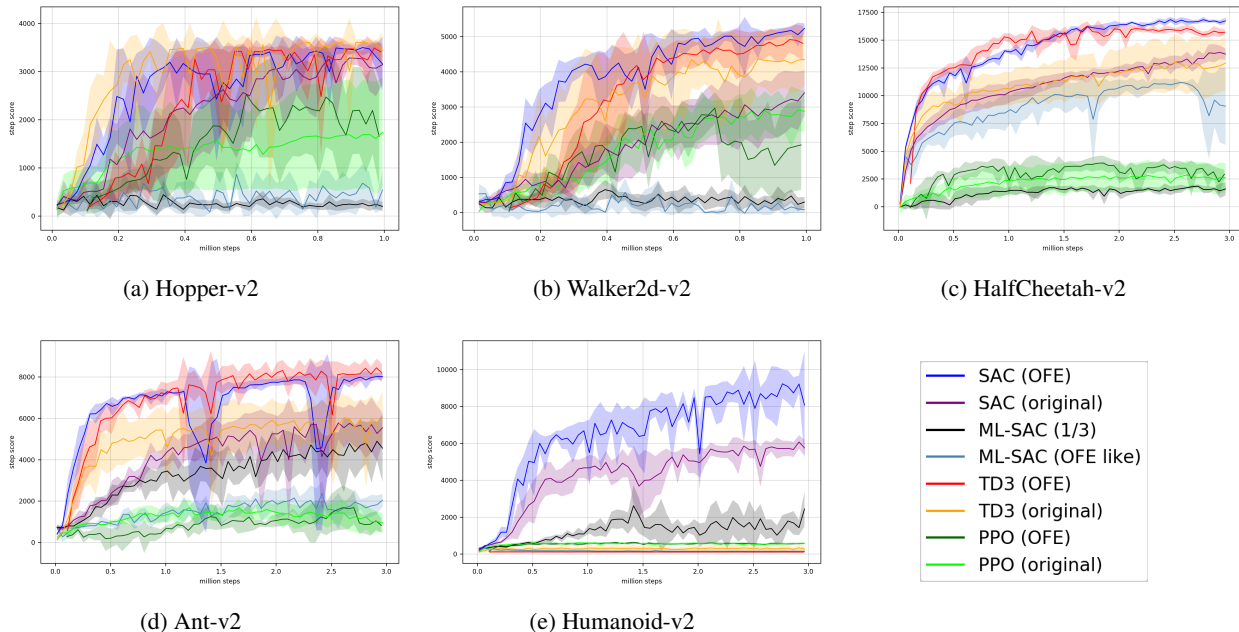 4000
3000
2000
1000
0
step score
0.0 0.2 0.4 0.6 0.8 1.0
million steps
(a) Hopper-v2
5000
4000
3000
2000
1000
0
step score
0.0 0.2 0.4 0.6 0.8 1.0
million steps
(b) Walker2d-v2
17500
15000
12500
10000
7500
5000
2500
0
step score
0.0 0.5 1.0 1.5 2.0 2.5 3.0
million steps
(c) HalfCheetah-v2
8000
6000
4000
2000
0
step score
0.0 0.5 1.0 1.5 2.0 2.5 3.0
million steps
(d) Ant-v2
10000
8000
6000
4000
2000
0
step score
0.0 0.5 1.0 1.5 2.0 2.5 3.0
million steps
(e) Humanoid-v2
SAC (OFE)
SAC (original)
ML-SAC (1/3)
ML-SAC (OFE like)
TD3 (OFE)
TD3 (original)
PPO (OFE)
PPO (original)